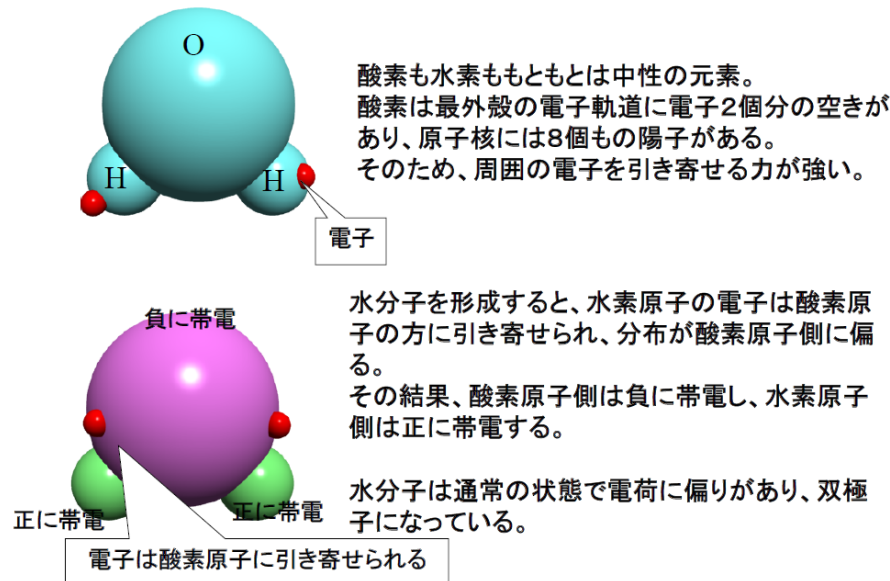 O
H
H
電子
酸素も水素ももともとは中性の元素。
酸素は最外殻の電子軌道に電子２個分の空きが
あり、原子核には８個もの陽子がある。
そのため、周囲の電子を引き寄せる力が強い。
負に帯電
正に帯電
正に帯電
電子は酸素原子に引き寄せられる
水分子を形成すると、水素原子の電子は酸素原
子の方に引き寄せられ、分布が酸素原子側に偏
る。
その結果、酸素原子側は負に帯電し、水素原子
側は正に帯電する。
水分子は通常の状態で電荷に偏りがあり、双極
子になっている。